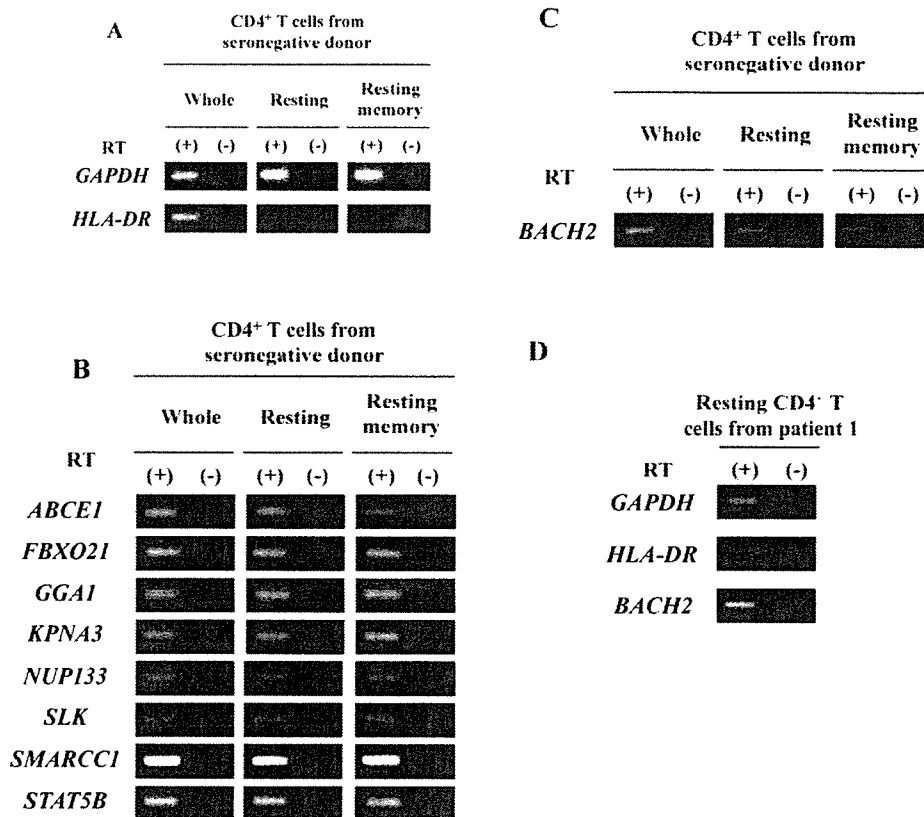 A
CD4⁺ T cells from
seronegative donor
Whole Resting Resting
memory
RT (+) (-) (+) (-) (+) (-)
GAPDH
HLA-DR
C
CD4⁺ T cells from
seronegative donor
Whole Resting Resting
memory
RT
(+) (-) (+) (-) (+) (-)
BACH2
B
CD4⁺ T cells from
seronegative donor
Whole Resting Resting
memory
RT
(+) (-) (+) (-) (+) (-)
ABCE1
FBXO21
GGA1
KPNA3
NUP133
SLK
SMARCC1
STAT5B
D
Resting CD4⁺ T
cells from patient 1
RT (+) (-)
GAPDH
HLA-DR
BACH2